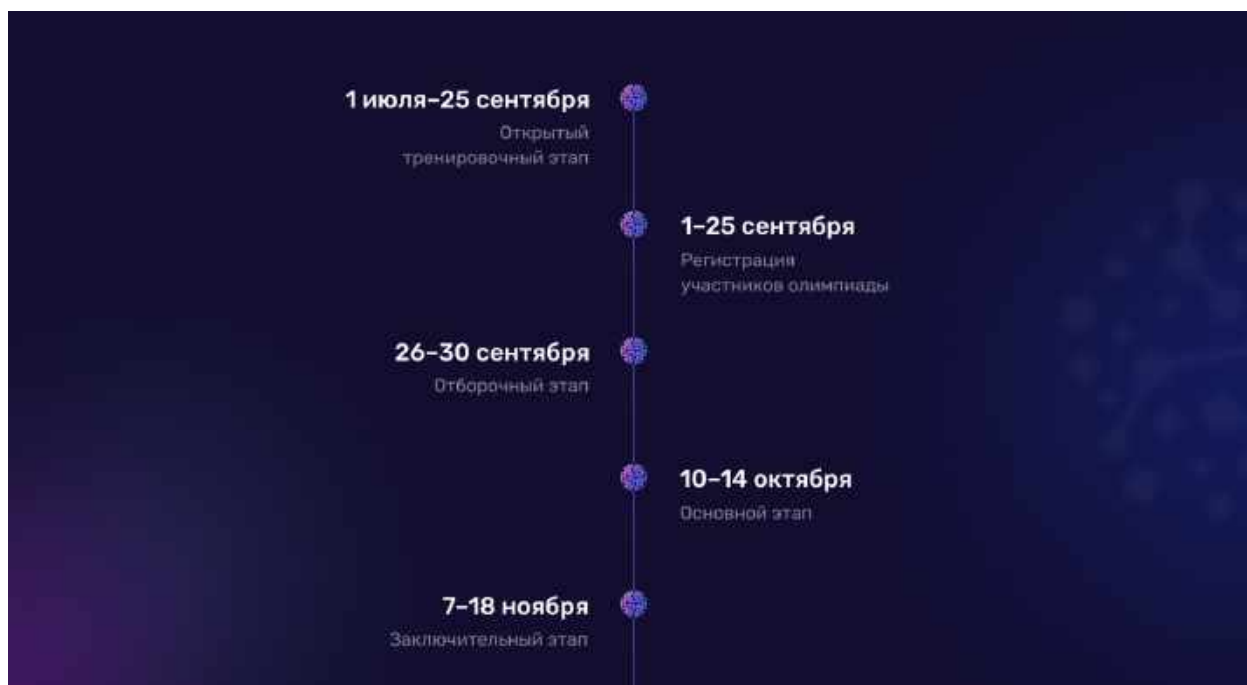 1 июля–25 сентября
Открытый
тренировочный этап
1–25 сентября
Регистрация
участников олимпиады
26–30 сентября
Отборочный этап
10–14 октября
Основной этап
7–18 ноября
Заключительный этап